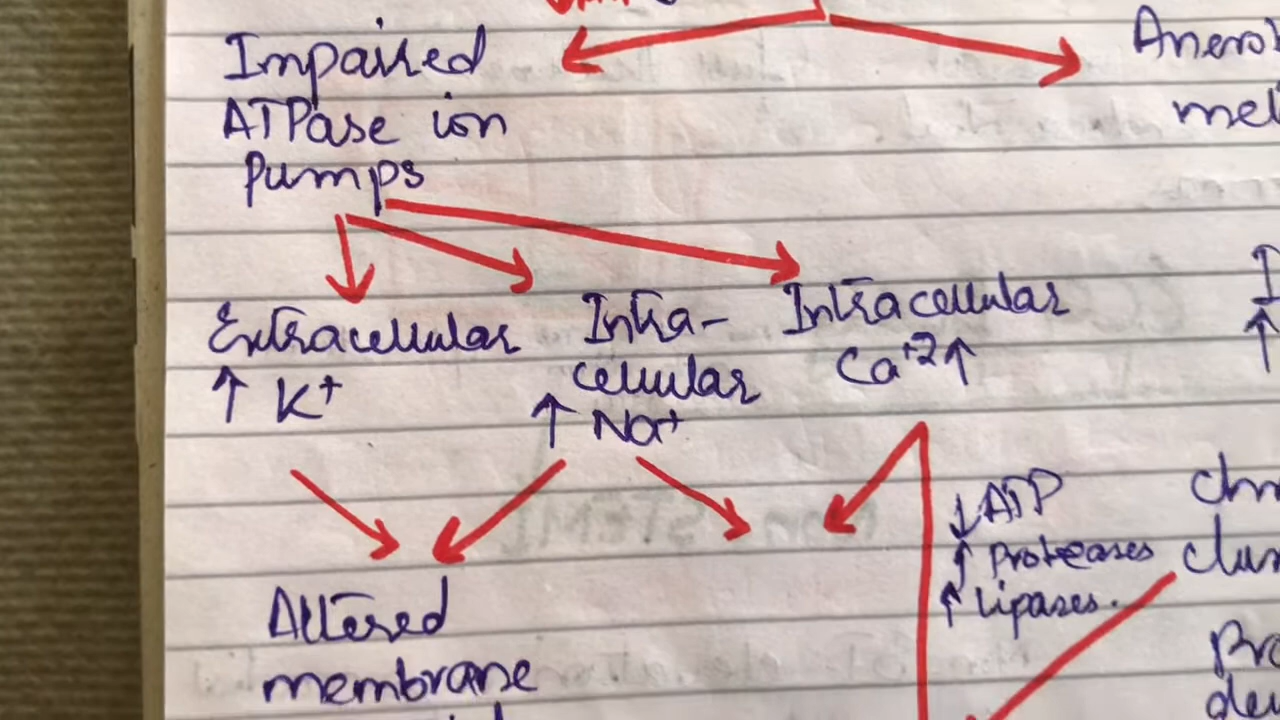 Impaired
ATPase ion
Pumps
Extracellular
↑ K+
Intra-
cellular
↑ Na+
Intracellular
Ca+2↑
↓ATP
↑ Proteases
↑ Lipases.
Altered
membrane